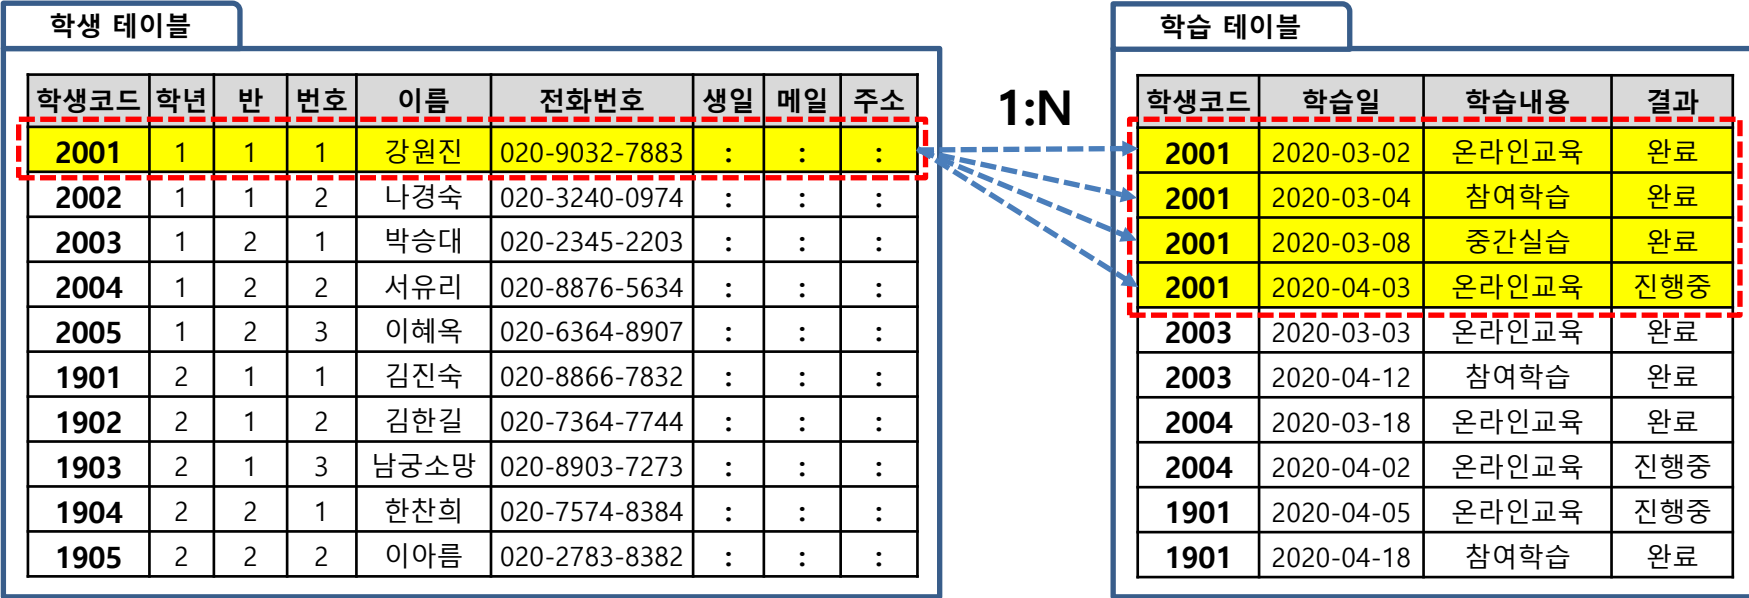 학생 테이블
학생코드 학년 반 번호 이름 전화번호 생일 메일 주소
2001 1 1 1 강원진 020-9032-7883 : : :
2002 1 1 2 나경숙 020-3240-0974 : : :
2003 1 2 1 박승대 020-2345-2203 : : :
2004 1 2 2 서유리 020-8876-5634 : : :
2005 1 2 3 이혜옥 020-6364-8907 : : :
1901 2 1 1 김진숙 020-8866-7832 : : :
1902 2 1 2 김한길 020-7364-7744 : : :
1903 2 1 3 남궁소망 020-8903-7273 : : :
1904 2 2 1 한찬희 020-7574-8384 : : :
1905 2 2 2 이아름 020-2783-8382 : : :
1:N
학습 테이블
학생코드 학습일 학습내용 결과
2001 2020-03-02 온라인교육 완료
2001 2020-03-04 참여학습 완료
2001 2020-03-08 중간실습 완료
2001 2020-04-03 온라인교육 진행중
2003 2020-03-03 온라인교육 완료
2003 2020-04-12 참여학습 완료
2004 2020-03-18 온라인교육 완료
2004 2020-04-02 온라인교육 진행중
1901 2020-04-05 온라인교육 진행중
1901 2020-04-18 참여학습 완료